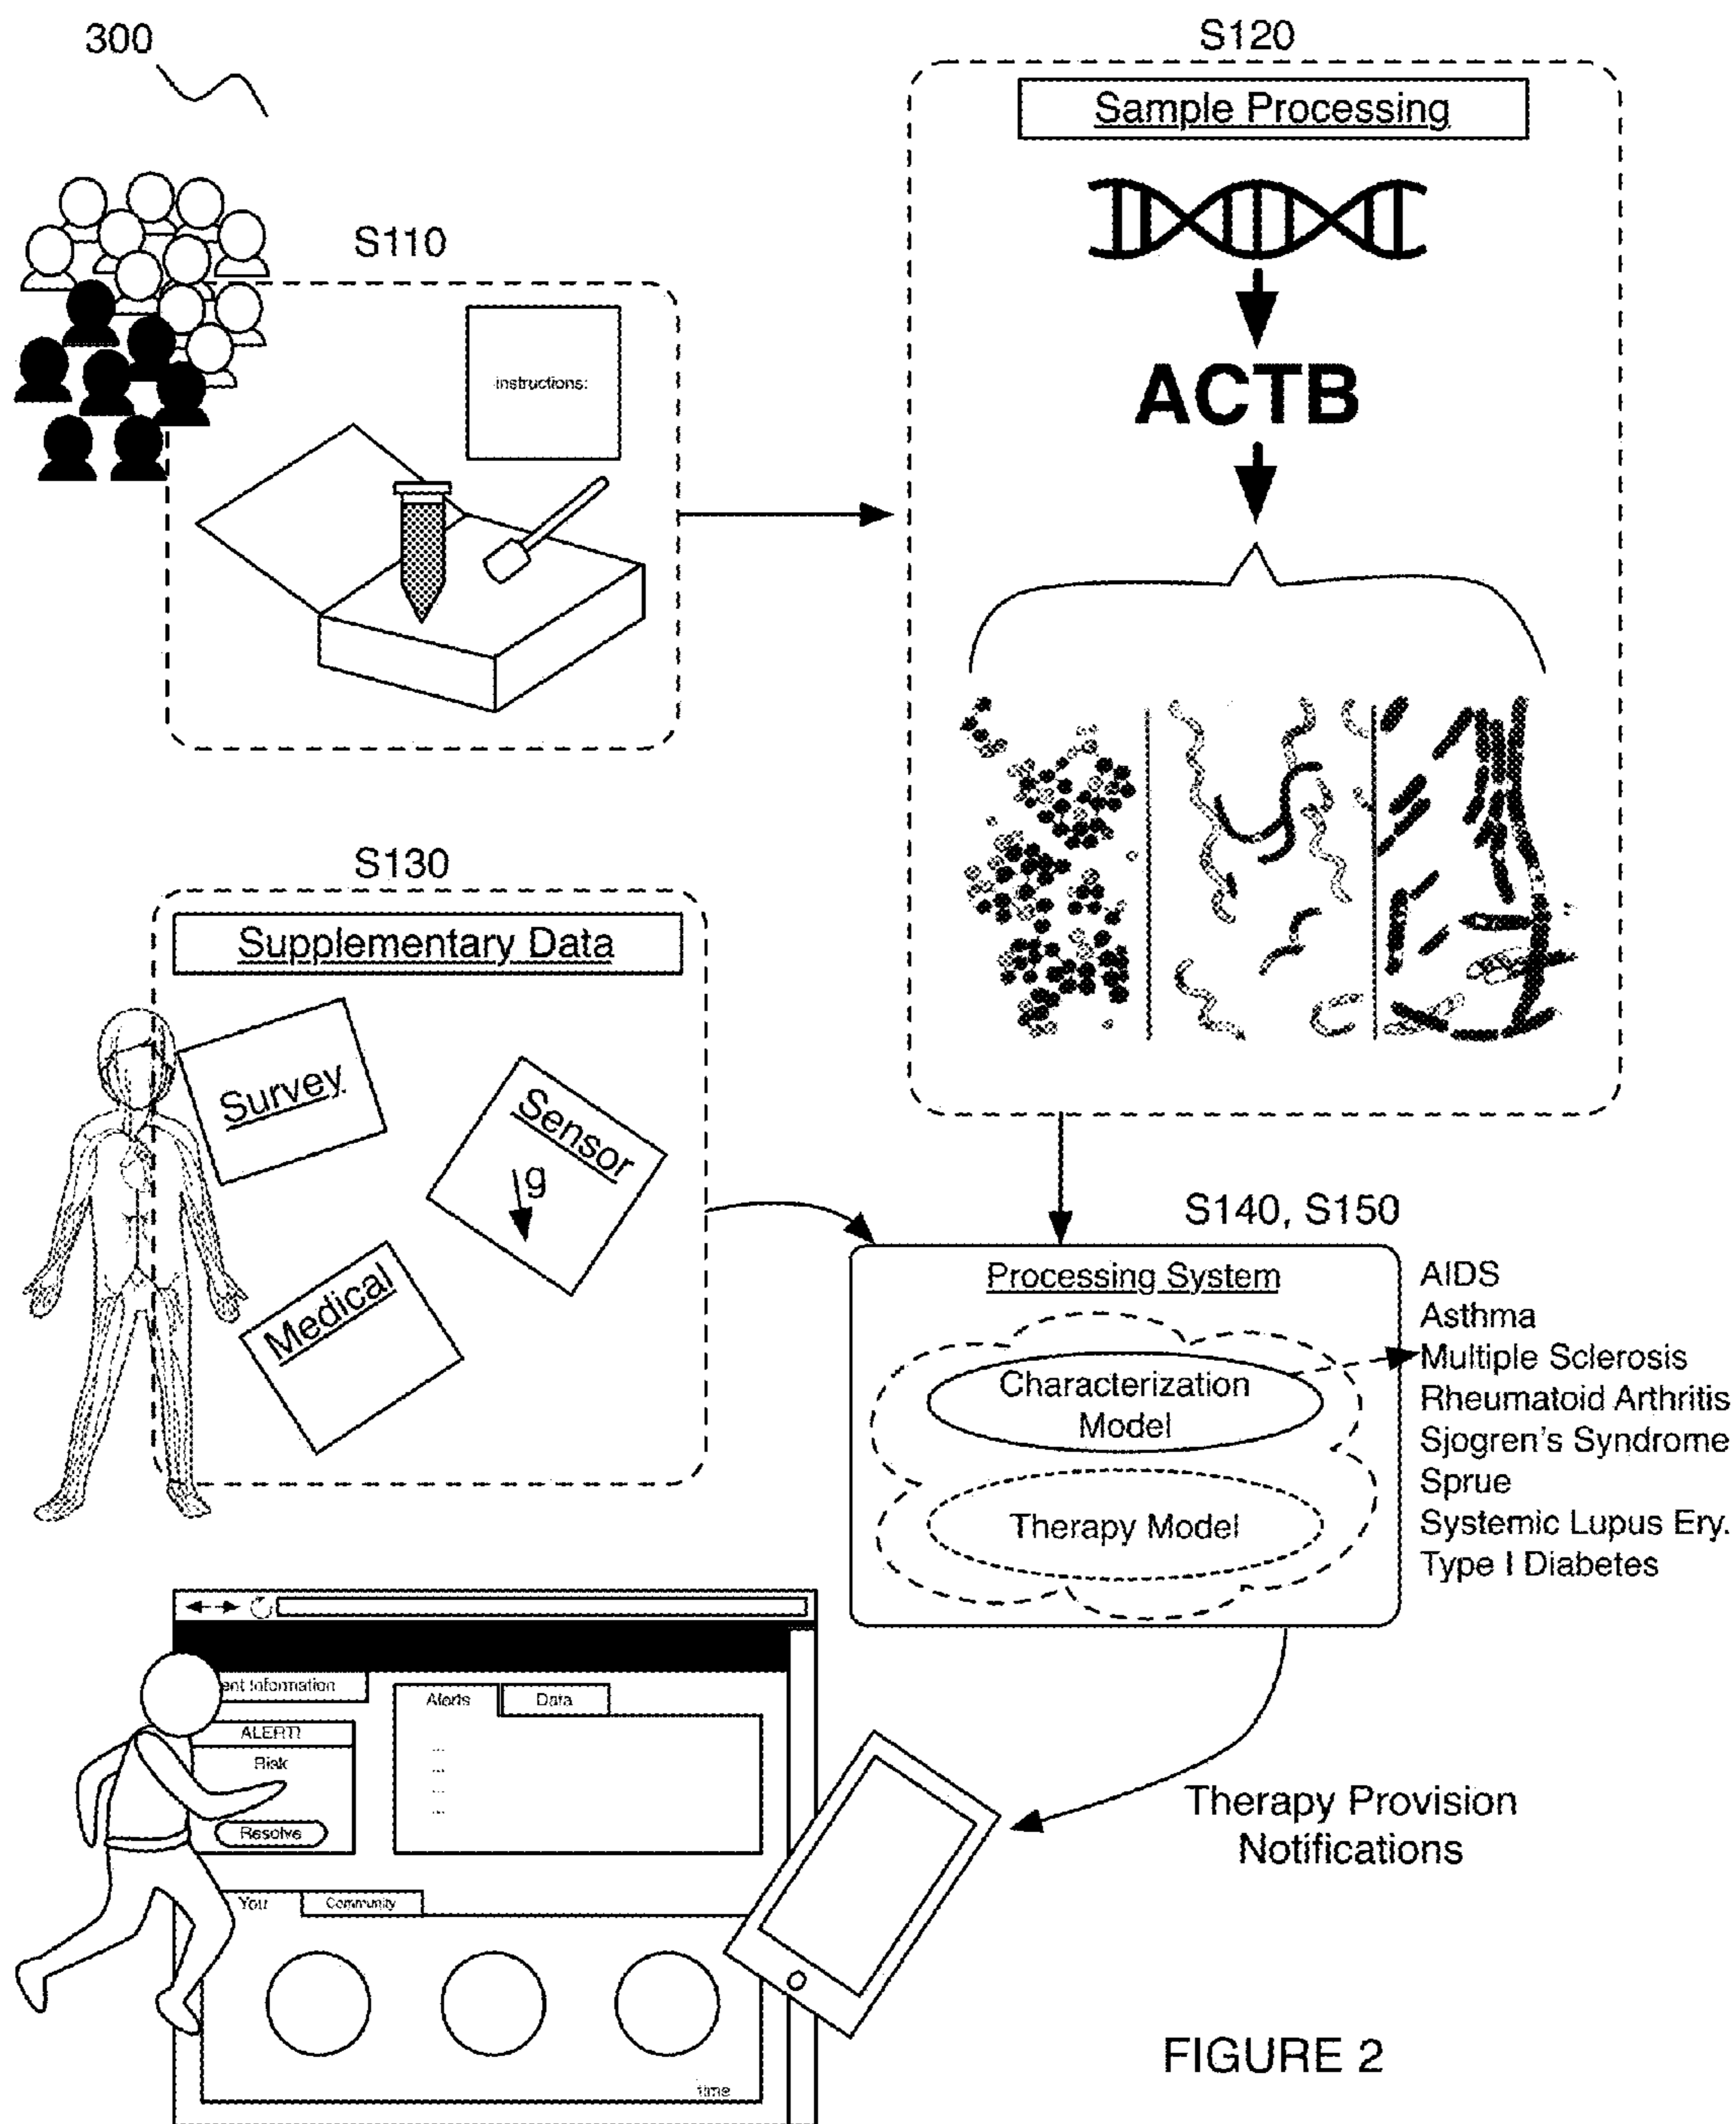 300
S110
instructions:
S120
Sample Processing
ACTB
S130
Supplementary Data
Survey
Sensor
g
Medical
S140, S150
Processing System
Characterization
Model
Therapy Model
AIDS
Asthma
Multiple Sclerosis
Rheumatoid Arthritis
Sjogren's Syndrome
Sprue
Systemic Lupus Ery.
Type I Diabetes
ent Information
ALERT!
Risk
Resolve
Alerts
Data
...
...
...
...
You
Community
time
Therapy Provision
Notifications
FIGURE 2